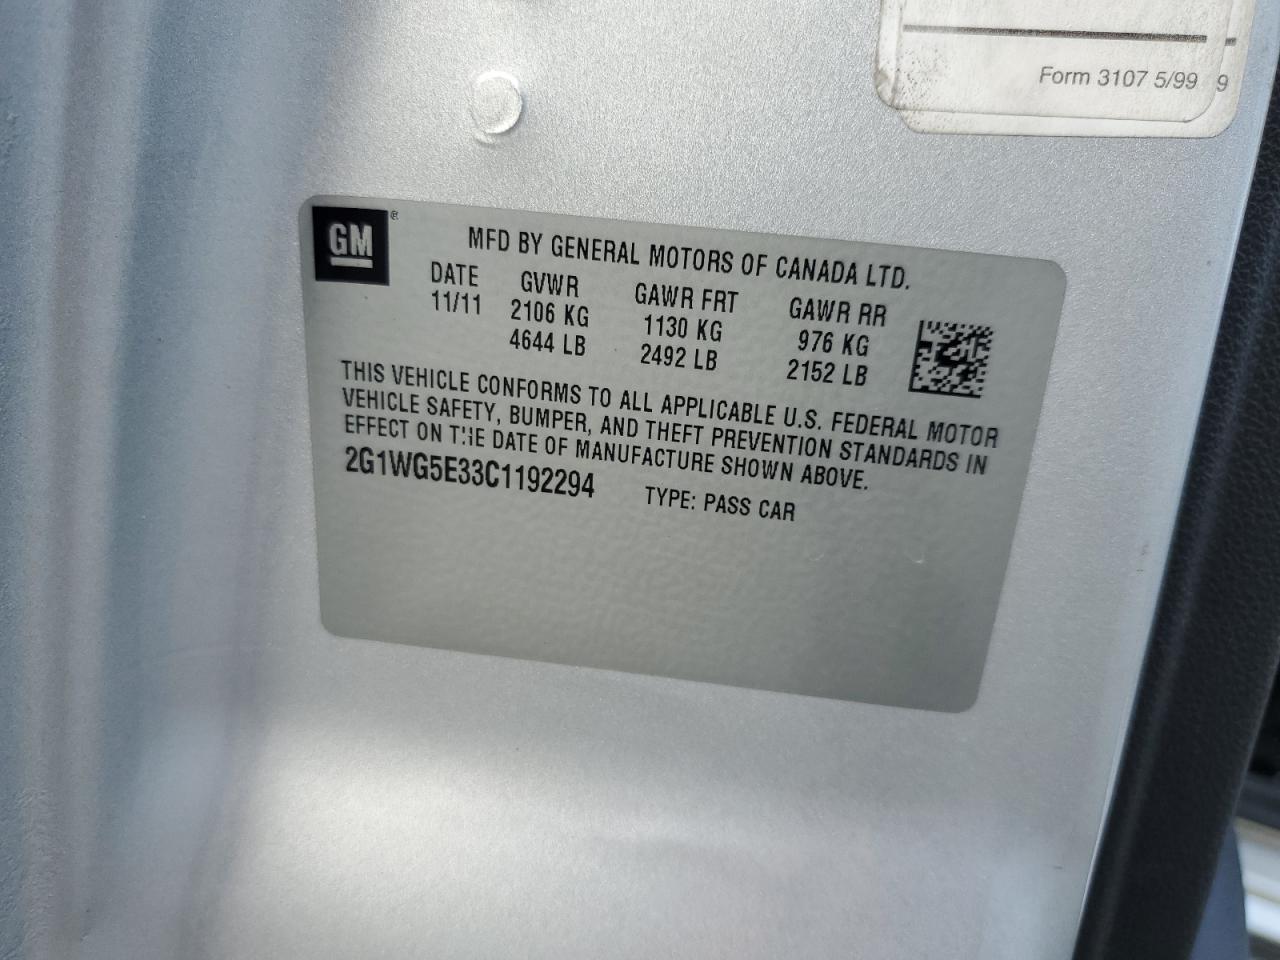 Form 3107 5/99 9
GM ®
MFD BY GENERAL MOTORS OF CANADA LTD.
DATE GVWR GAWR FRT GAWR RR
11/11 2106 KG 1130 KG 976 KG
4644 LB 2492 LB 2152 LB
THIS VEHICLE CONFORMS TO ALL APPLICABLE U.S. FEDERAL MOTOR
VEHICLE SAFETY, BUMPER, AND THEFT PREVENTION STANDARDS IN
EFFECT ON THE DATE OF MANUFACTURE SHOWN ABOVE.
2G1WG5E33C1192294 TYPE: PASS CAR